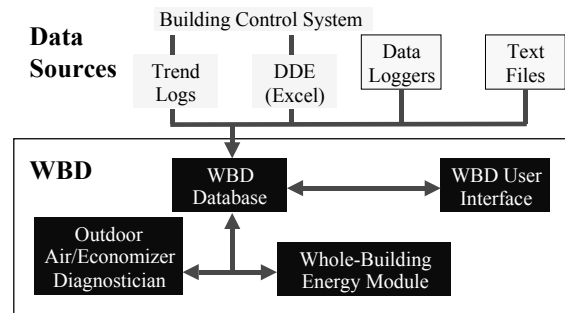 Building Control System
Data
Sources
Trend
Logs
DDE
(Excel)
Data
Loggers
Text
Files
WBD
WBD
Database
WBD User
Interface
Outdoor
Air/Economizer
Diagnostician
Whole-Building
Energy Module